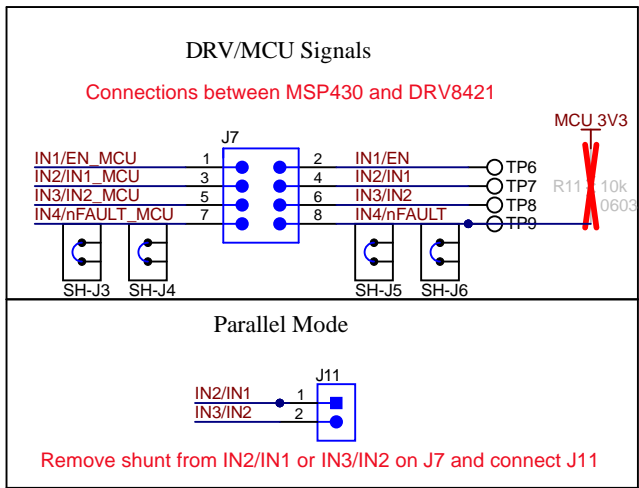 DRV/MCU Signals
Connections between MSP430 and DRV8421
MCU 3V3
J7
IN1/EN_MCU 1 2 IN1/EN TP6
IN2/IN1_MCU 3 4 IN2/IN1 TP7
R11 10k
IN3/IN2_MCU 5 6 IN3/IN2 TP8
0603
IN4/nFAULT_MCU 7 8 IN4/nFAULT TP9
SH-J3 SH-J4 SH-J5 SH-J6
Parallel Mode
J11
IN2/IN1 1
IN3/IN2 2
Remove shunt from IN2/IN1 or IN3/IN2 on J7 and connect J11